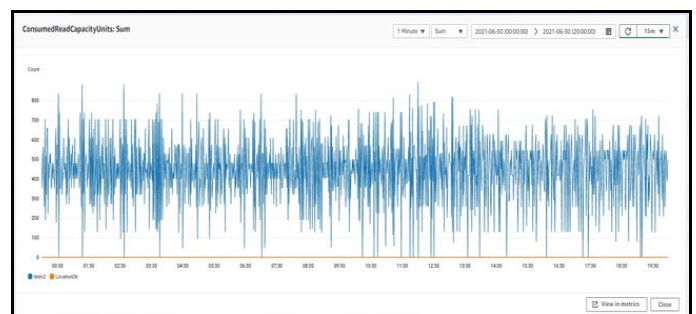 ConsumedReadCapacityUnits: Sum
1 Minute Sum 2021-06-30 (00:00:00) 2021-06-30 (20:00:00) 15m
Count
800
700
600
500
400
300
200
100
0
00:30 01:30 02:30 03:30 04:30 05:30 06:30 07:30 08:30 09:30 10:30 11:30 12:30 13:30 14:30 15:30 16:30 17:30 18:30 19:30
View in metrics Close